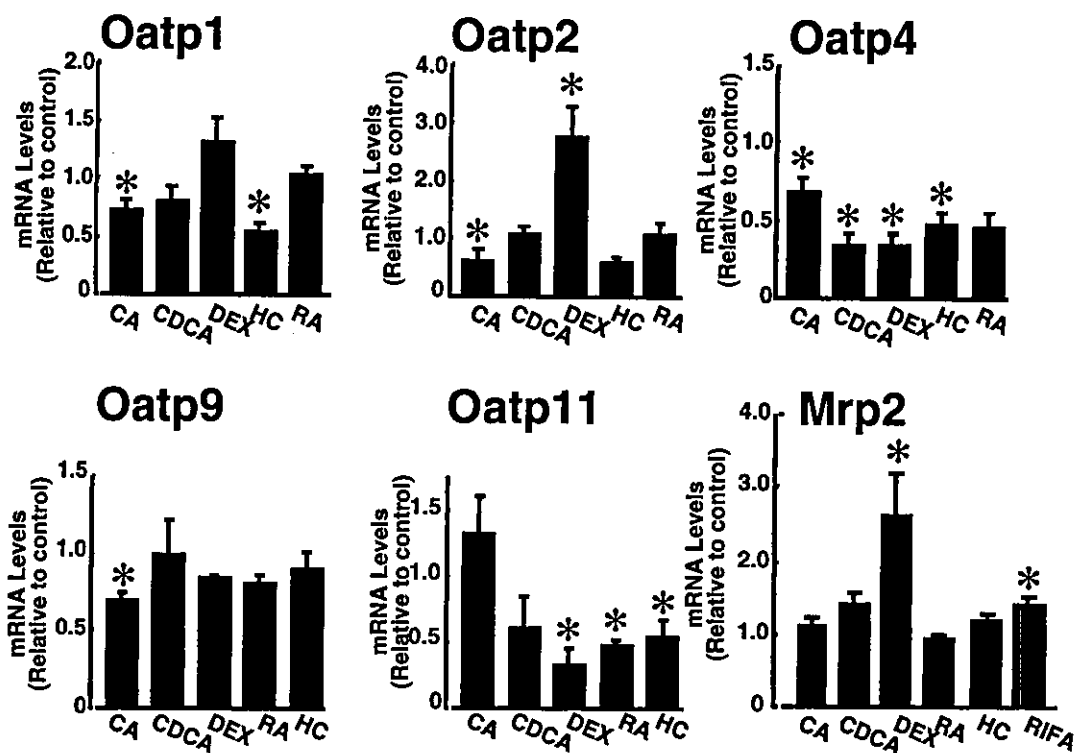 Oatp1
mRNA Levels
(Relative to control)
2.0
1.5
1.0
0.5
0
*
*
CA
CDCA
DEX
HC
RA
Oatp2
mRNA Levels
(Relative to control)
4.0
3.0
2.0
1.0
0.0
*
*
CA
CDCA
DEX
HC
RA
Oatp4
mRNA Levels
(Relative to control)
1.5
1.0
0.5
0
*
*
*
*
CA
CDCA
DEX
HC
RA
Oatp9
mRNA Levels
(Relative to control)
1.5
1.0
0.5
0
*
CA
CDCA
DEX
RA
HC
Oatp11
mRNA Levels
(Relative to control)
1.5
1.0
0.5
0
*
*
*
CA
CDCA
DEX
RA
HC
Mrp2
mRNA Levels
(Relative to control)
4.0
3.0
2.0
1.0
0
*
*
CA
CDCA
DEX
RA
HC
RIFA